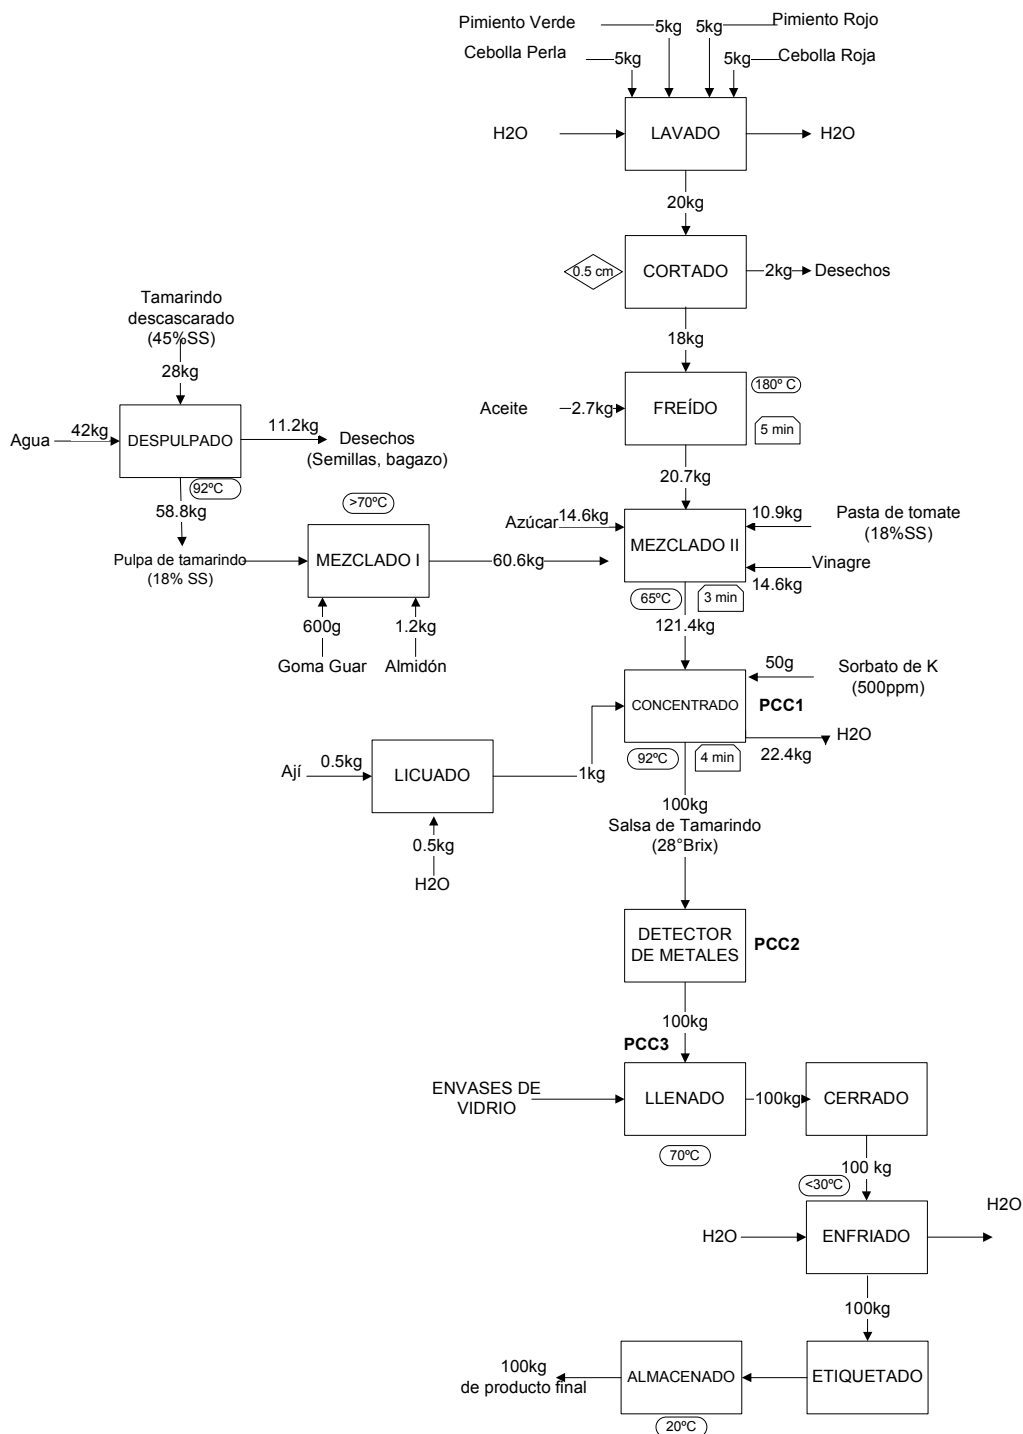 Pimiento Verde
5kg
5kg
Pimiento Rojo
Cebolla Perla
5kg
5kg
Cebolla Roja
H2O
LAVADO
H2O
20kg
0.5 cm
CORTADO
2kg
Desechos
Tamarindo
descascarado
(45%SS)
18kg
28kg
180º C
Aceite
2.7kg
FREÍDO
5 min
Agua
42kg
DESPULPADO
11.2kg
Desechos
(Semillas, bagazo)
92ºC
20.7kg
58.8kg
>70ºC
Azúcar
14.6kg
10.9kg
Pasta de tomate
(18%SS)
MEZCLADO II
Pulpa de tamarindo
(18% SS)
MEZCLADO I
60.6kg
Vinagre
14.6kg
65ºC
3 min
600g
1.2kg
121.4kg
Goma Guar
Almidón
50g
Sorbato de K
(500ppm)
CONCENTRADO
PCC1
H2O
22.4kg
92ºC
4 min
Ají
0.5kg
LICUADO
1kg
100kg
Salsa de Tamarindo
(28°Brix)
0.5kg
H2O
DETECTOR
DE METALES
PCC2
100kg
PCC3
ENVASES DE
VIDRIO
LLENADO
100kg
CERRADO
70ºC
100 kg
<30ºC
H2O
H2O
ENFRIADO
100kg
100kg
de producto final
ALMACENADO
ETIQUETADO
20ºC